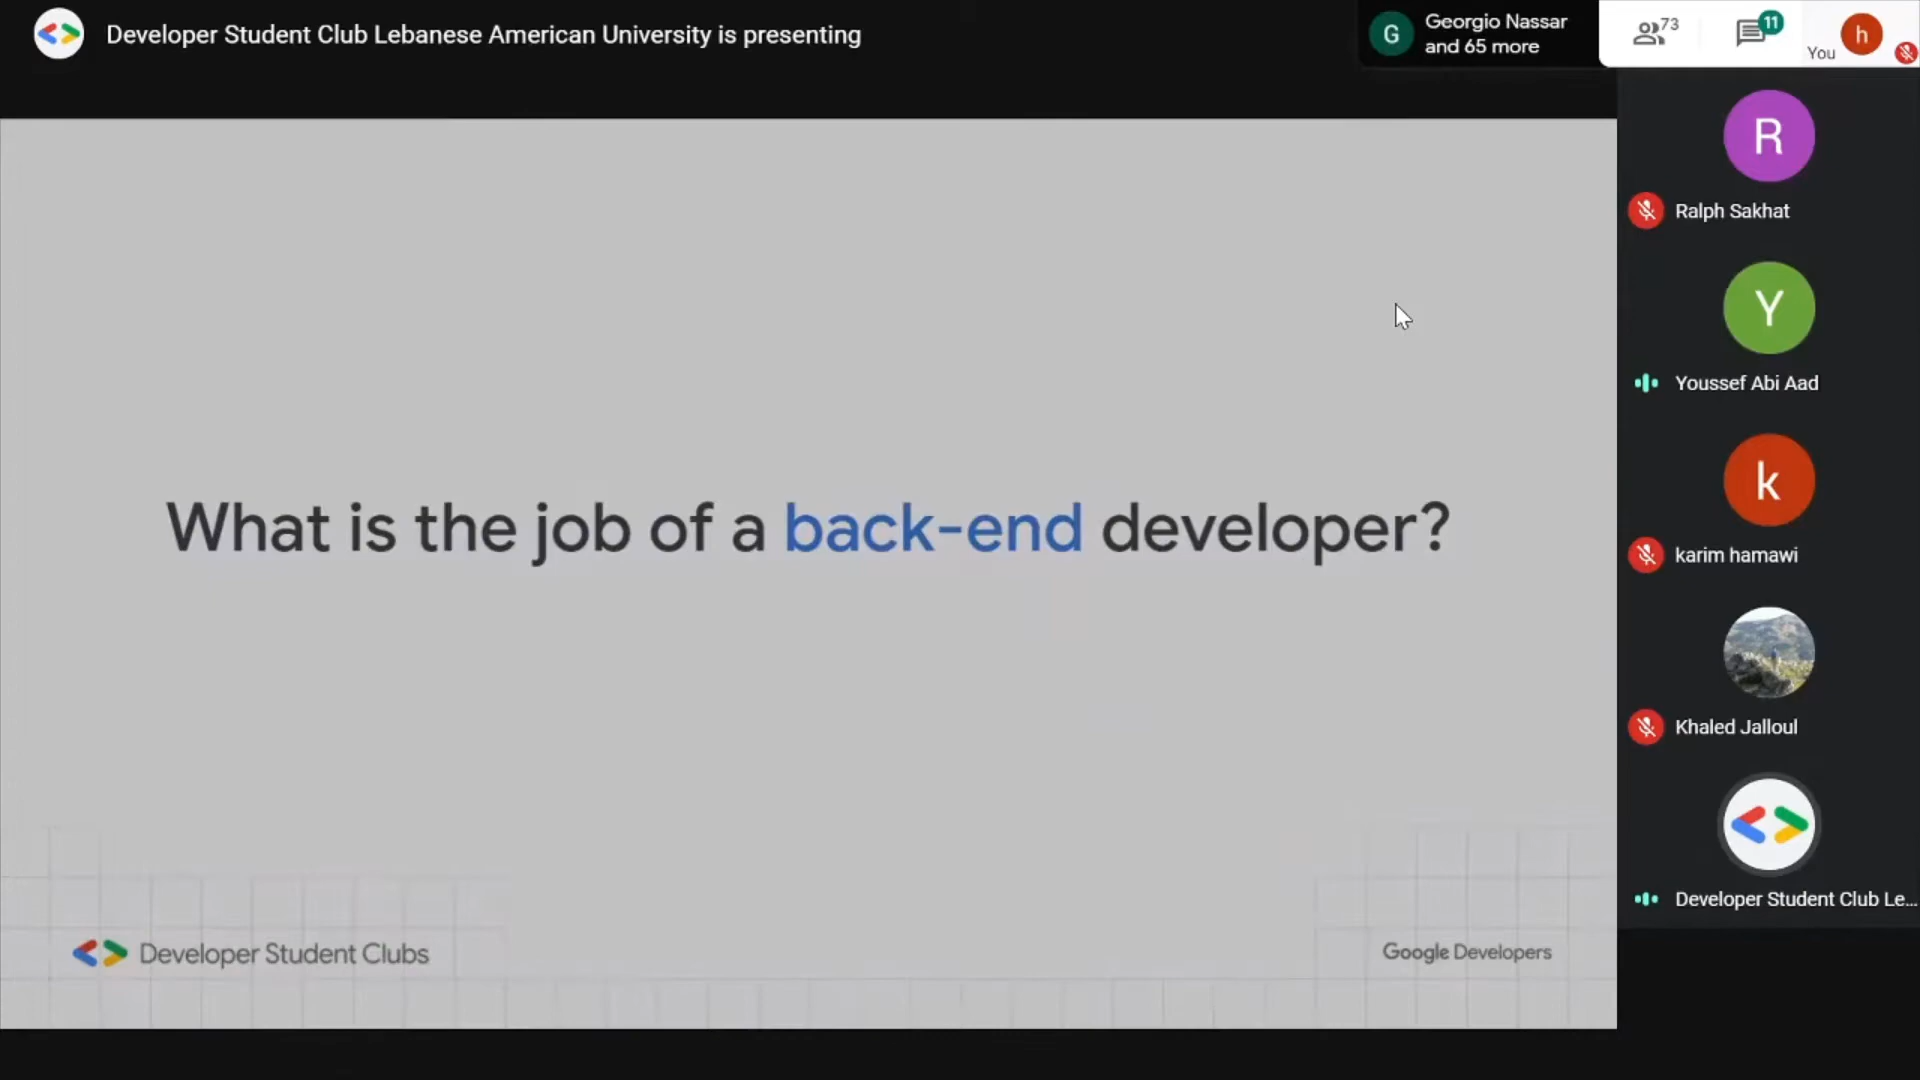 Developer Student Club Lebanese American University is presenting
G
Georgio Nassar
and 65 more
73
11
You
h
R
Ralph Sakhat
Y
Youssef Abi Aad
k
karim hamawi
Khaled Jalloul
Developer Student Club Le...
What is the job of a back-end developer?
Developer Student Clubs
Google Developers